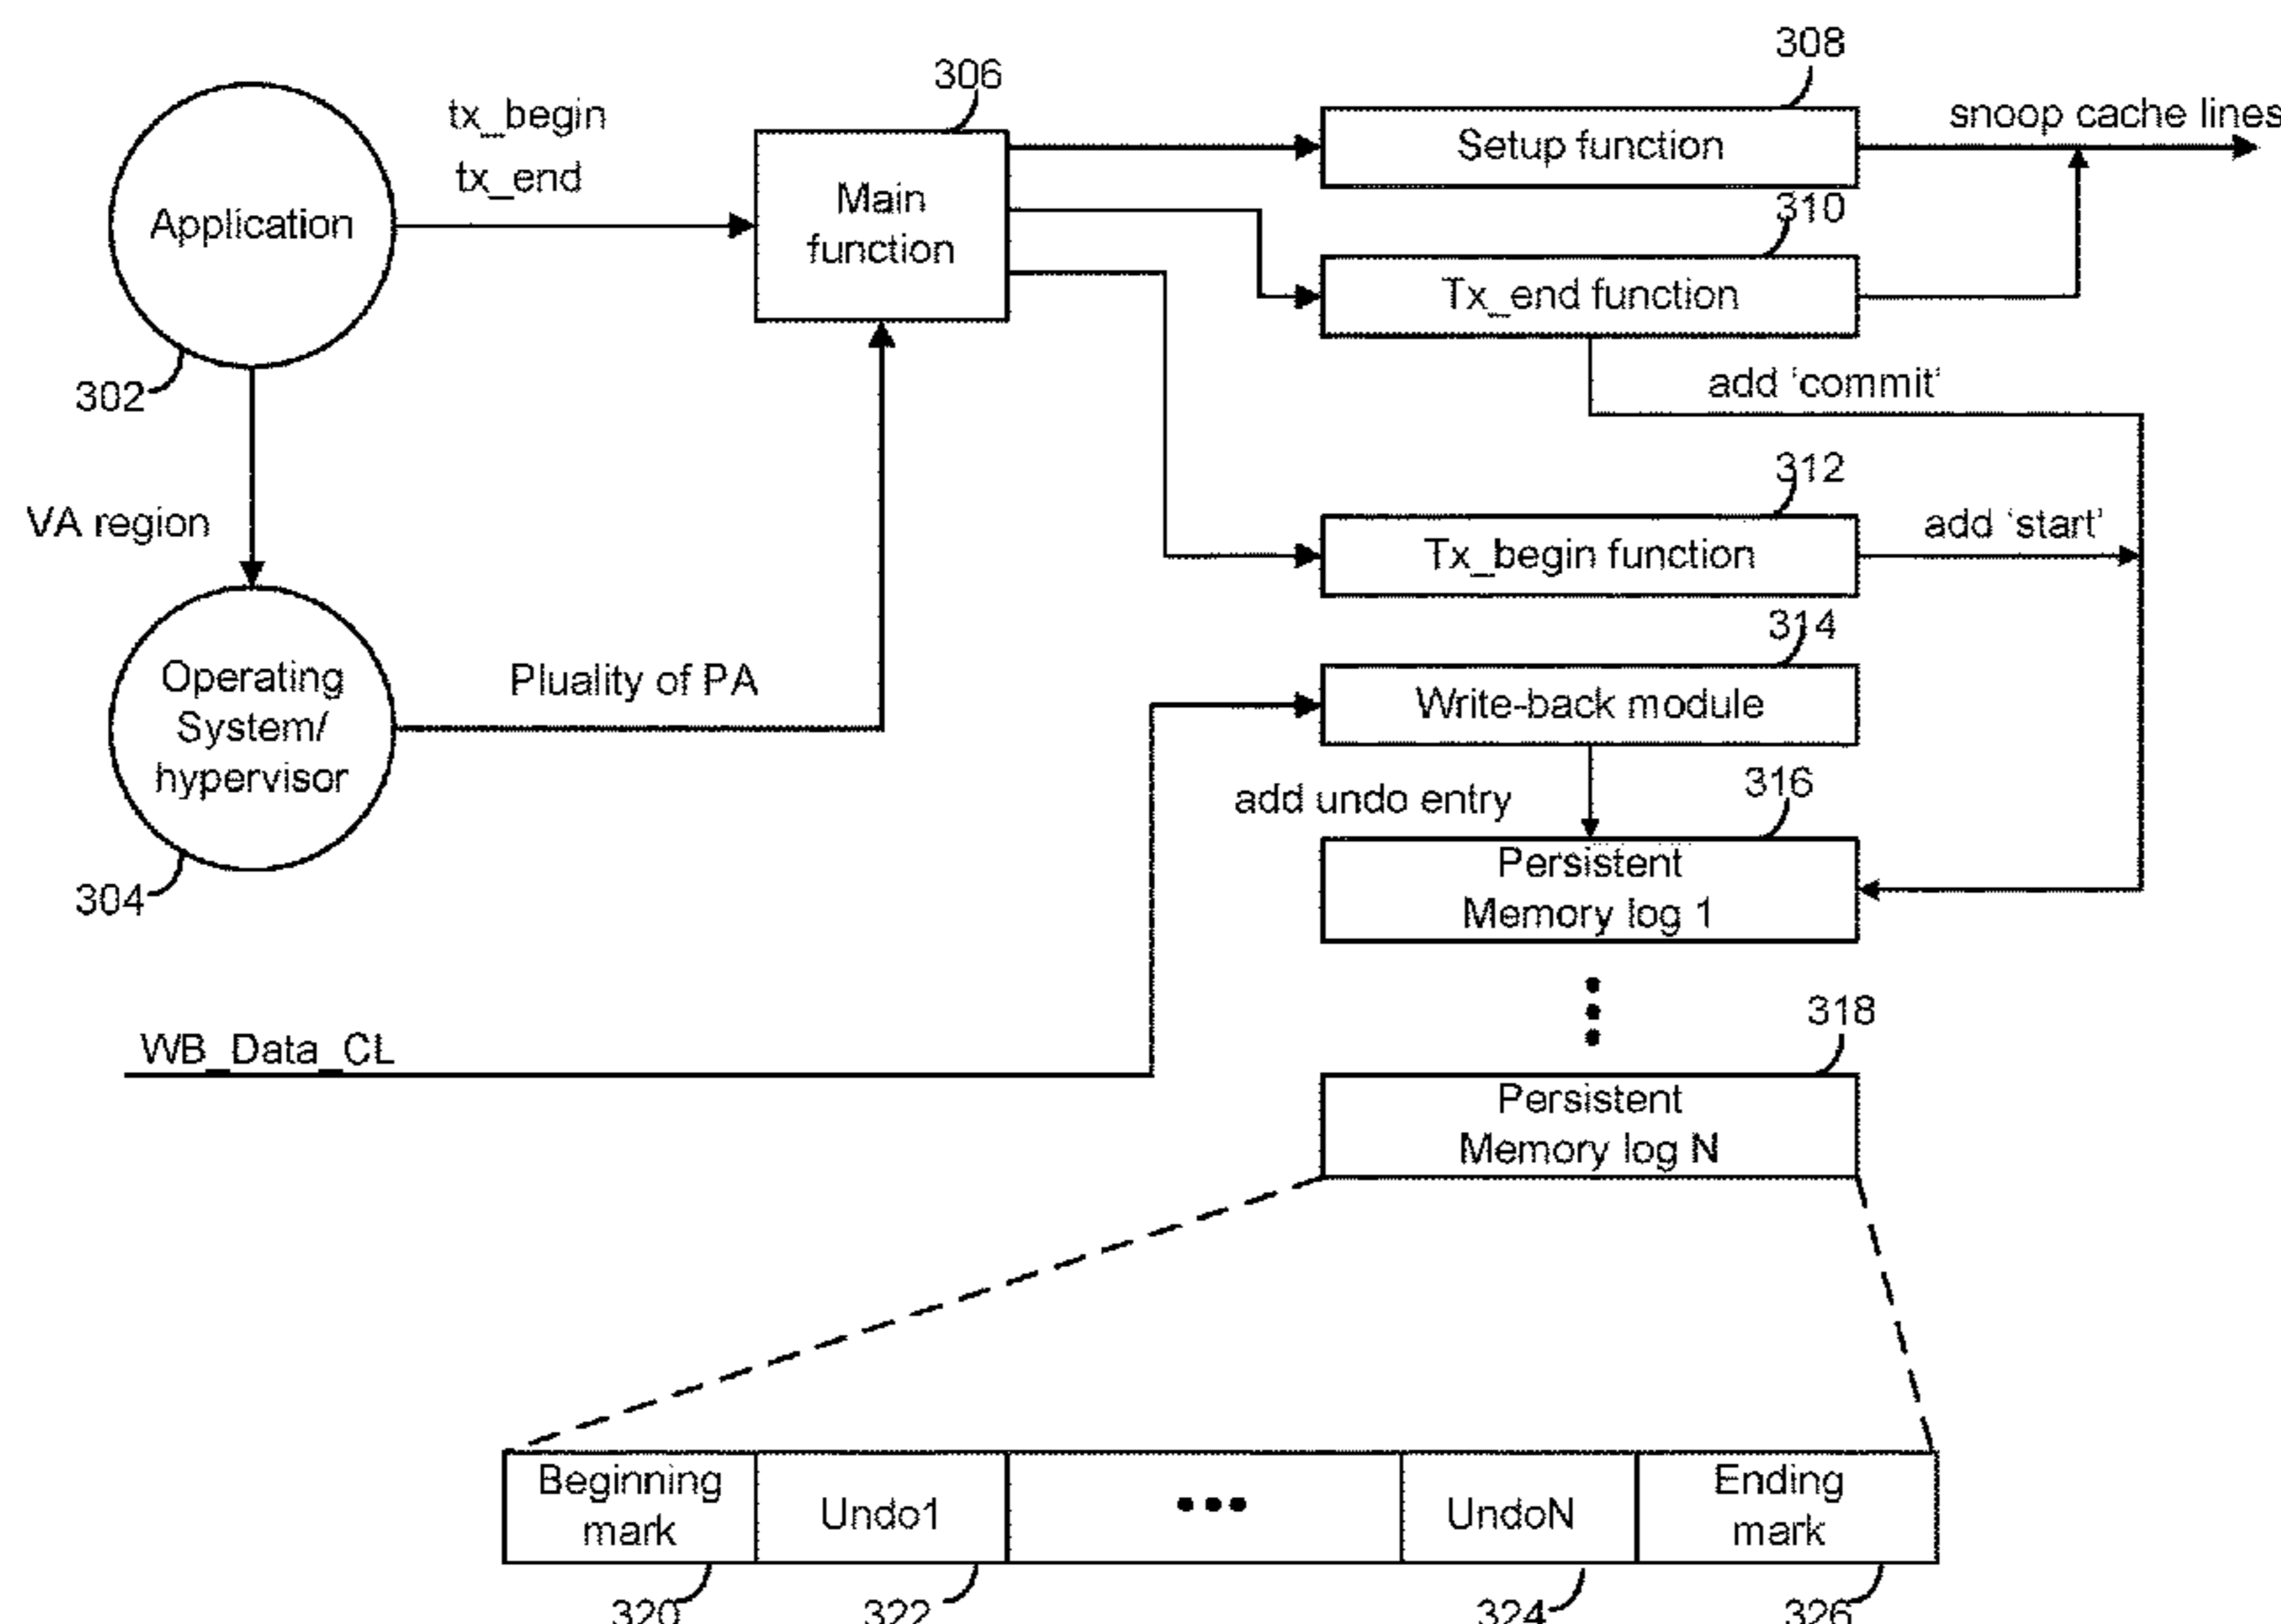 308
306
tx_begin
snoop cache lines
Setup function
tx_end
Main
function
310
Application
Tx_end function
302
add 'commit'
312
VA region
add 'start'
Tx_begin function
314
Operating
System/
hypervisor
Pluality of PA
Write-back module
316
add undo entry
304
Persistent
Memory log 1
318
WB_Data_CL
Persistent
Memory log N
Beginning
mark
Undo1
•••
UndoN
Ending
mark
320
322
324
326